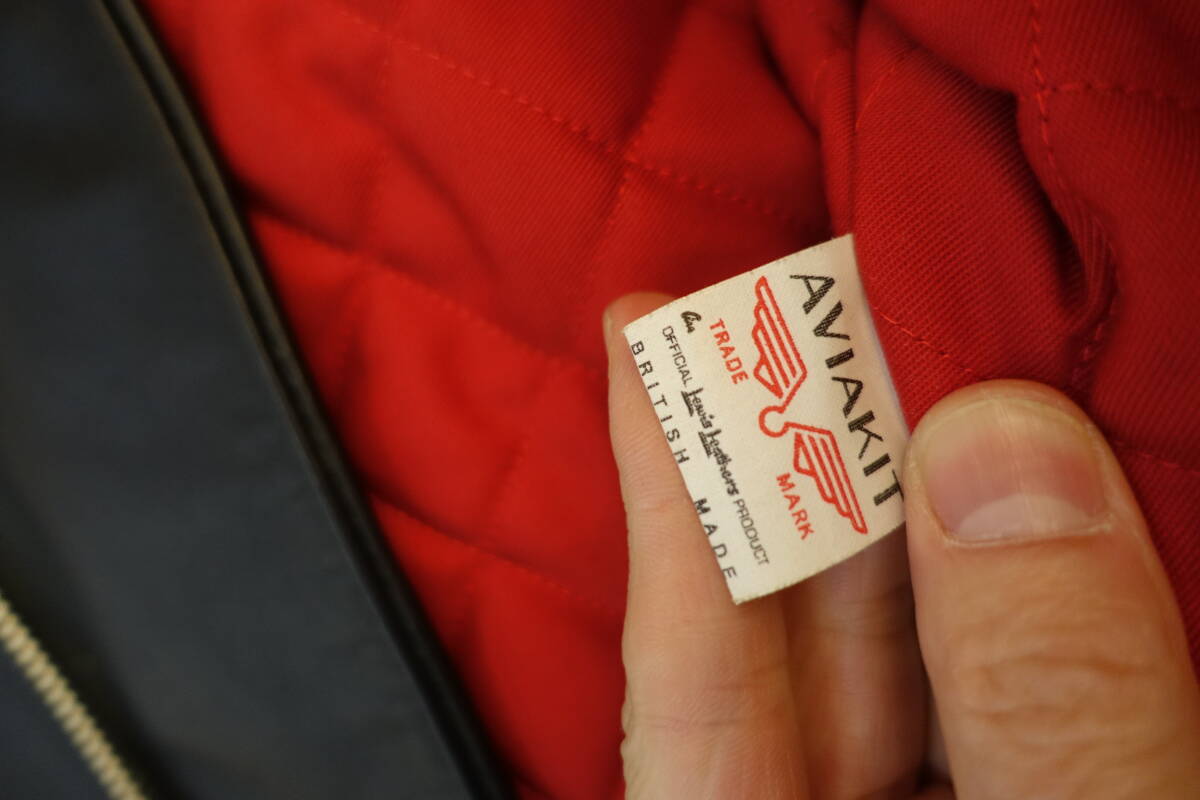 AVIAKIT
TRADE MARK
An
OFFICIAL Lewis Leathers PRODUCT
BRITISH MADE